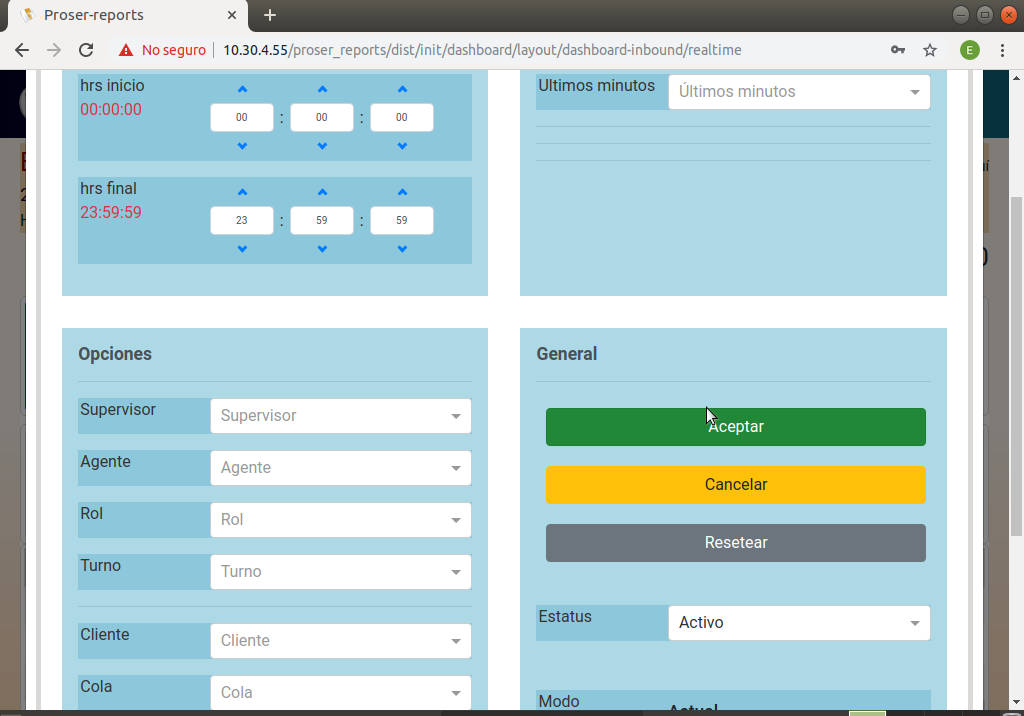 Proser-reports
No seguro
10.30.4.55/proser_reports/dist/init/dashboard/layout/dashboard-inbound/realtime
E
hrs inicio
00:00:00
00 : 00 : 00
hrs final
23:59:59
23 : 59 : 59
Ultimos minutos
Últimos minutos
Opciones
Supervisor
Supervisor
Agente
Agente
Rol
Rol
Turno
Turno
Cliente
Cliente
Cola
Cola
General
Aceptar
Cancelar
Resetear
Estatus
Activo
Modo
Actual